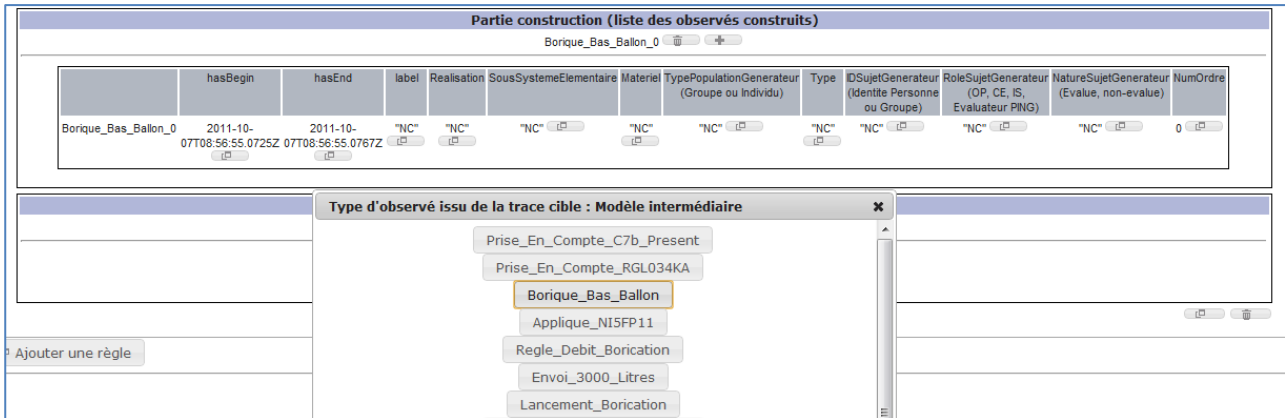 Partie construction (liste des observés construits)
Borique_Bas_Ballon_0
hasBegin hasEnd label Realisation SousSystemeElementaire Materiel TypePopulationGenerateur (Groupe ou Individu) Type IDSujetGenerateur (Identite Personne ou Groupe) RoleSujetGenerateur (OP, CE, IS, Evaluateur PING) NatureSujetGenerateur (Evalue, non-evalue) NumOrdre
Borique_Bas_Ballon_0 2011-10-07T08:56:55.0725Z 2011-10-07T08:56:55.0767Z "NC" "NC" "NC" "NC" "NC" "NC" "NC" "NC" "NC" 0
Type d'observé issu de la trace cible : Modèle intermédiaire
Prise_En_Compte_C7b_Present
Prise_En_Compte_RGL034KA
Borique_Bas_Ballon
Applique_NI5FP11
Regle_Debit_Borication
Ajouter une règle
Envoi_3000_Litres
Lancement_Borication